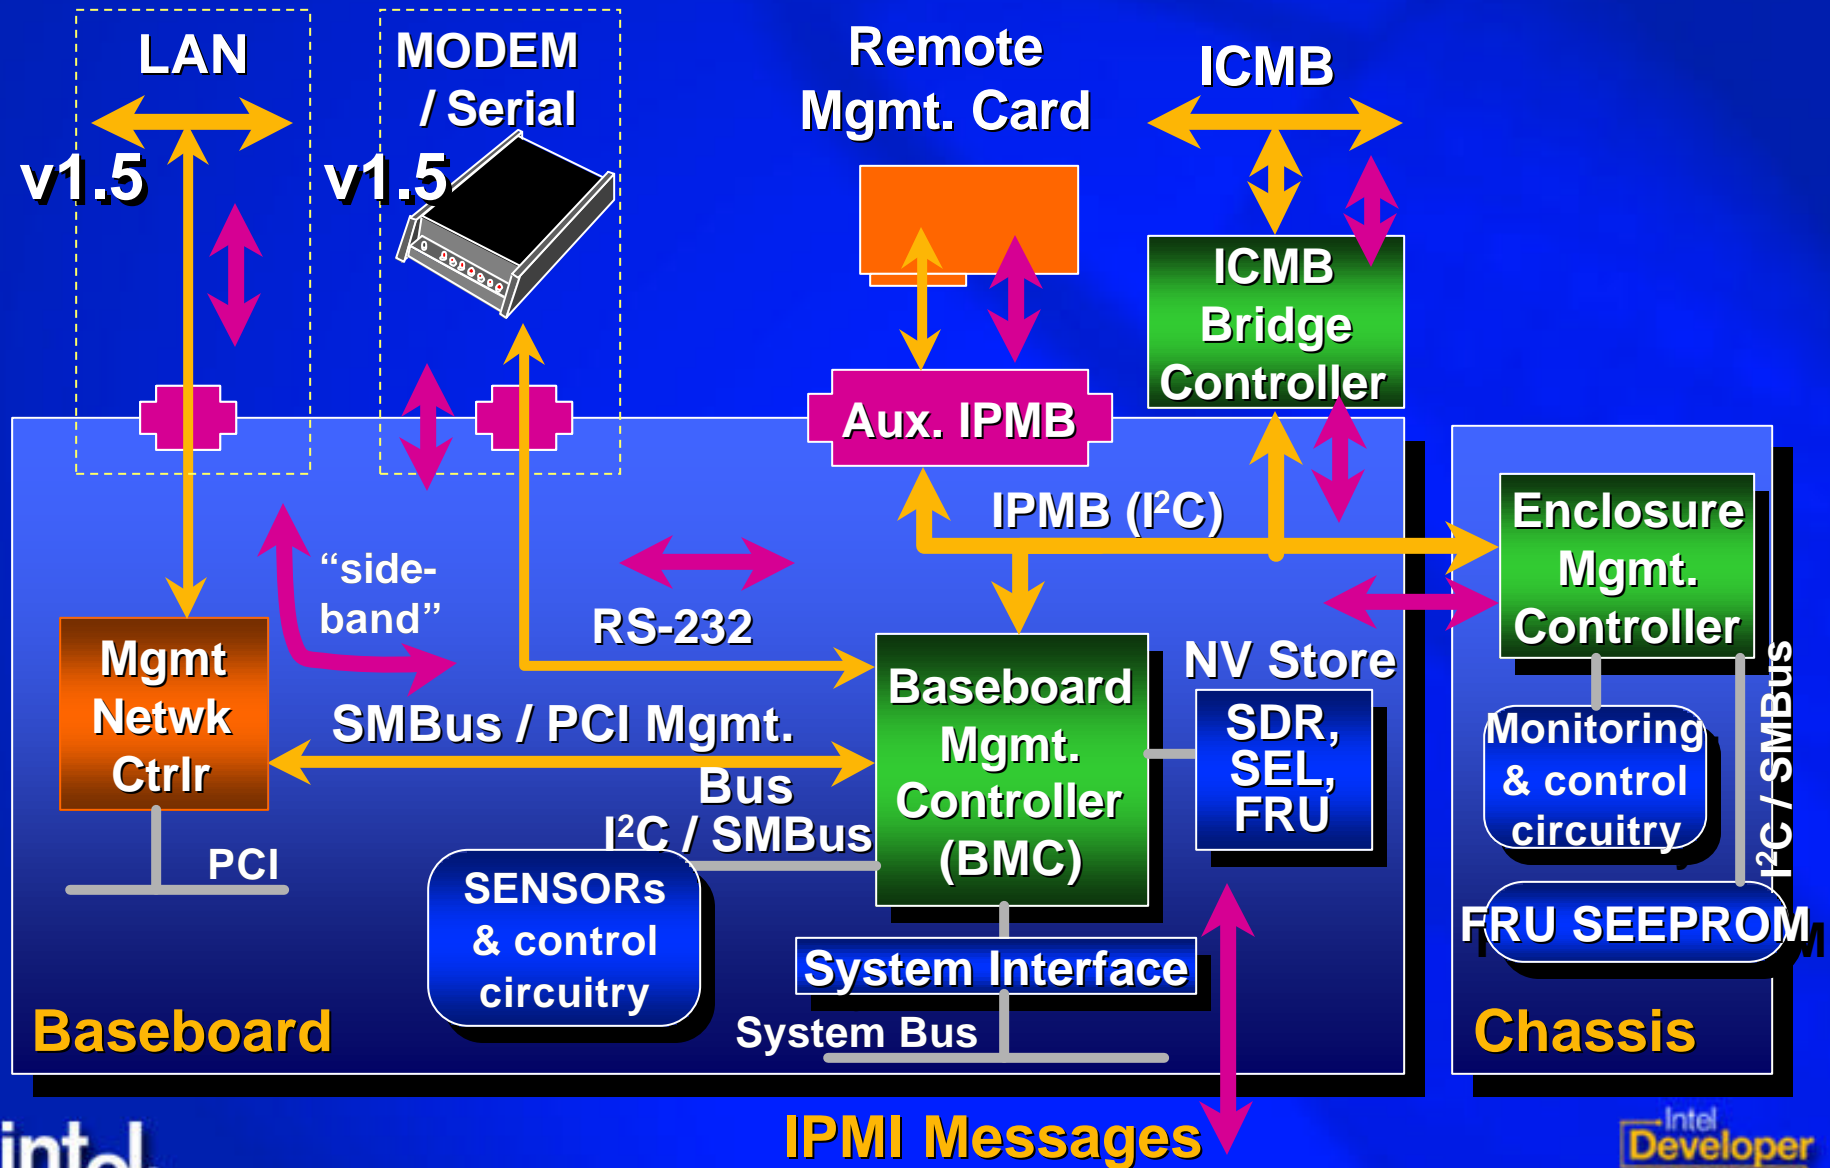 LAN
MODEM
/ Serial
v1.5
v1.5
Remote
Mgmt. Card
ICMB
ICMB
Bridge
Controller
Aux. IPMB
IPMB (I²C)
Enclosure
Mgmt.
Controller
“side-
band”
RS-232
Mgmt
Netwk
Ctrlr
SMBus / PCI Mgmt.
Bus
Baseboard
Mgmt.
Controller
(BMC)
NV Store
SDR,
SEL,
FRU
PCI
I²C / SMBus
SENSORs
& control
circuitry
System Interface
System Bus
Baseboard
Monitoring
& control
circuitry
I²C / SMBus
FRU SEEPROM
Chassis
IPMI Messages
intel
Intel
Developer